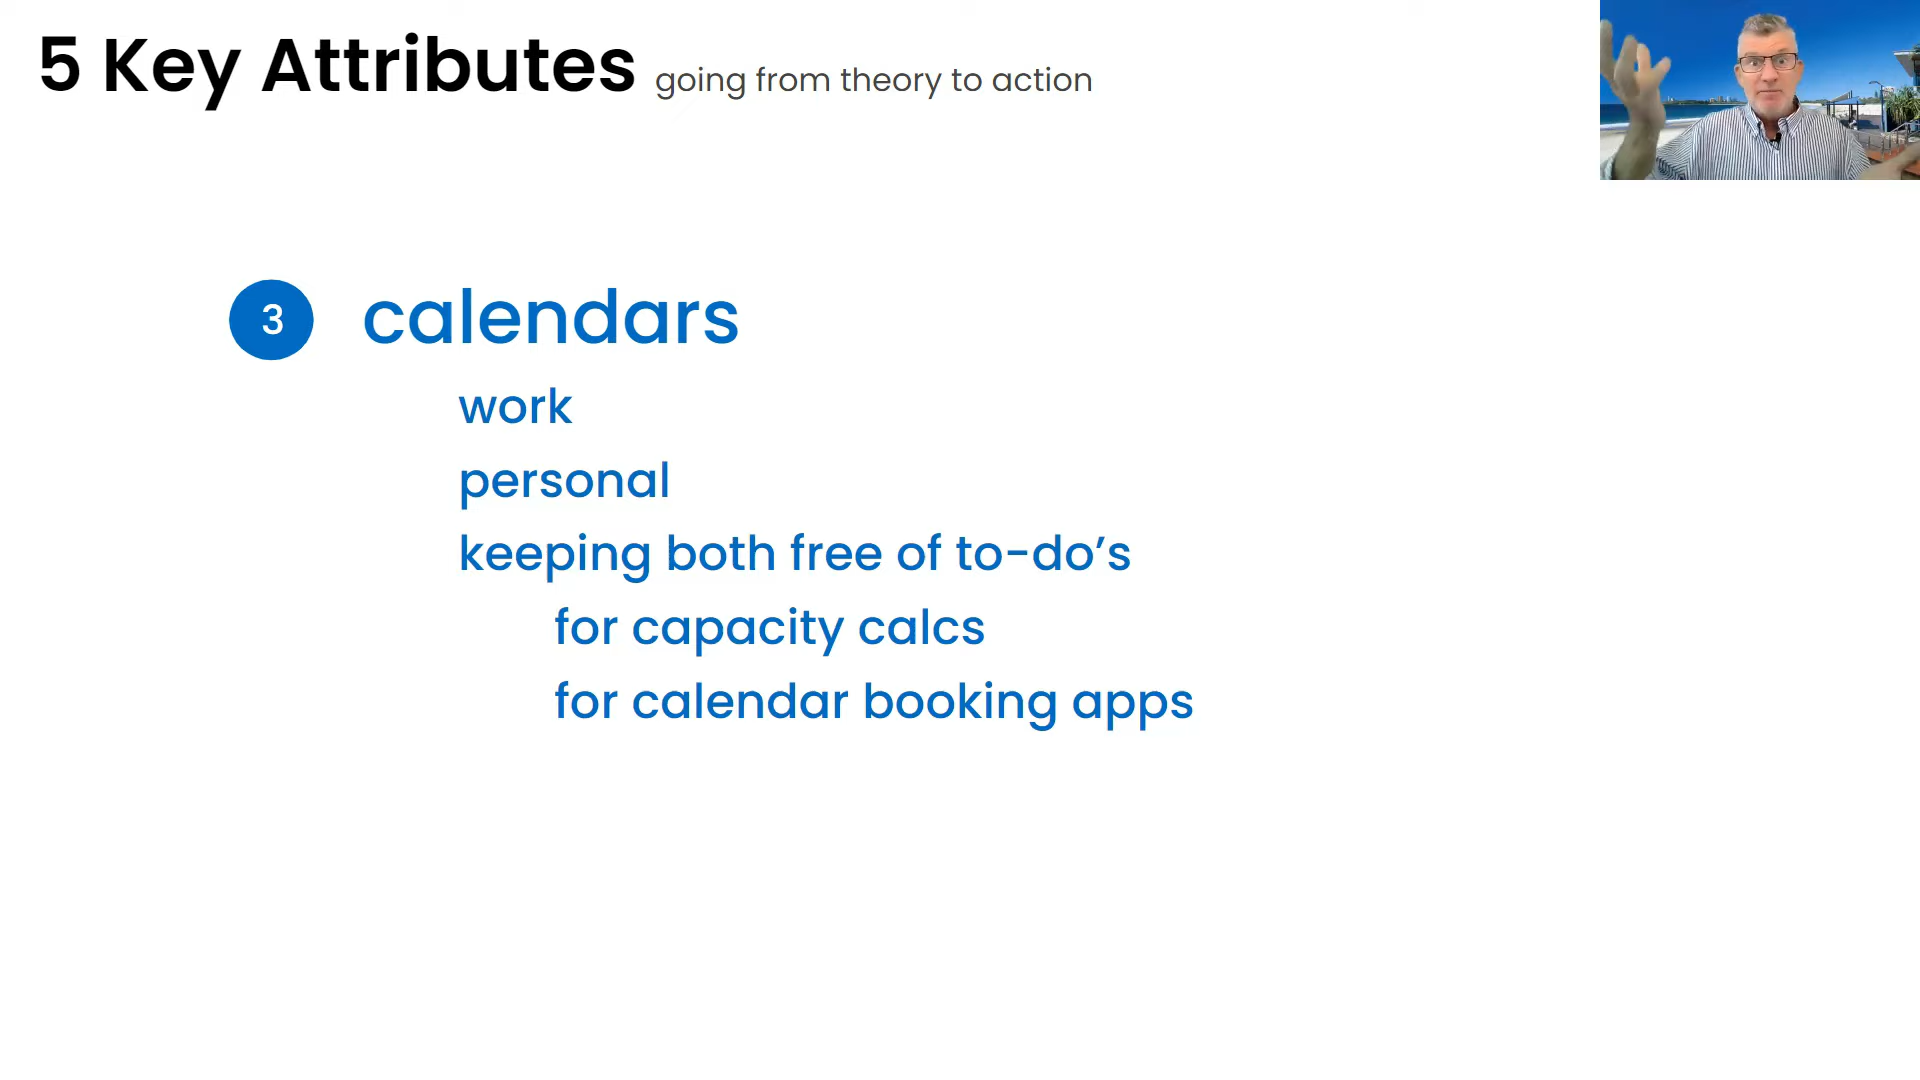 5 Key Attributes going from theory to action
3 calendars
work
personal
keeping both free of to-do’s
for capacity calcs
for calendar booking apps